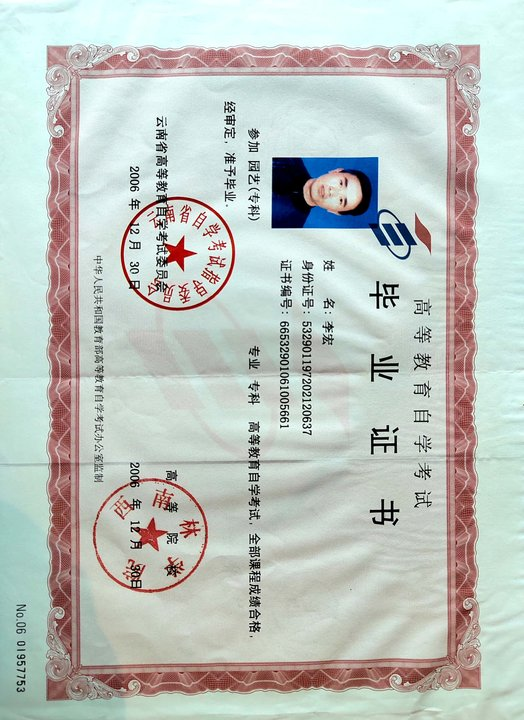 高等教育自学考试
毕业证书
姓 名：李宏
身份证号：532901197202120637
证书编号：66532901061005661
参加 园艺(专科) 专业 专科 高等教育自学考试，全部课程成绩合格，
经审定，准予毕业。
云南省高等教育自学考试委员会
2006 年 12 月 30 日
高 等 院 校
西南林学院
2006 年 12 月 30日
中华人民共和国教育部高等教育自学考试办公室监制
No.06 01957753